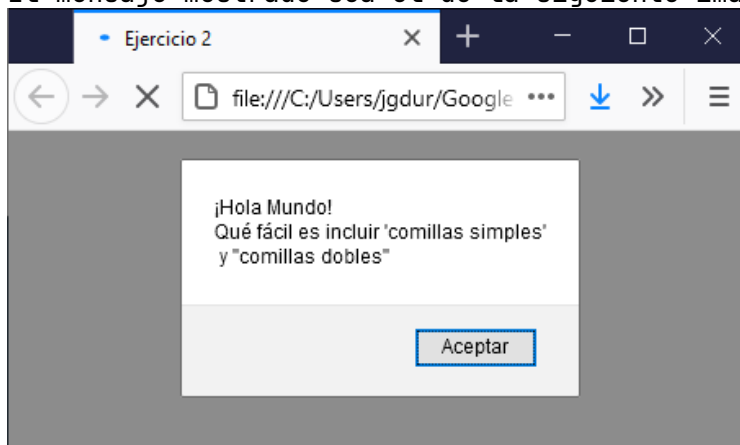 El mensaje mostrado sea el de la siguiente
Ejercicio 2
file:///C:/Users/jgdur/Google
¡Hola Mundo!
Qué fácil es incluir 'comillas simples'
y "comillas dobles"
Aceptar